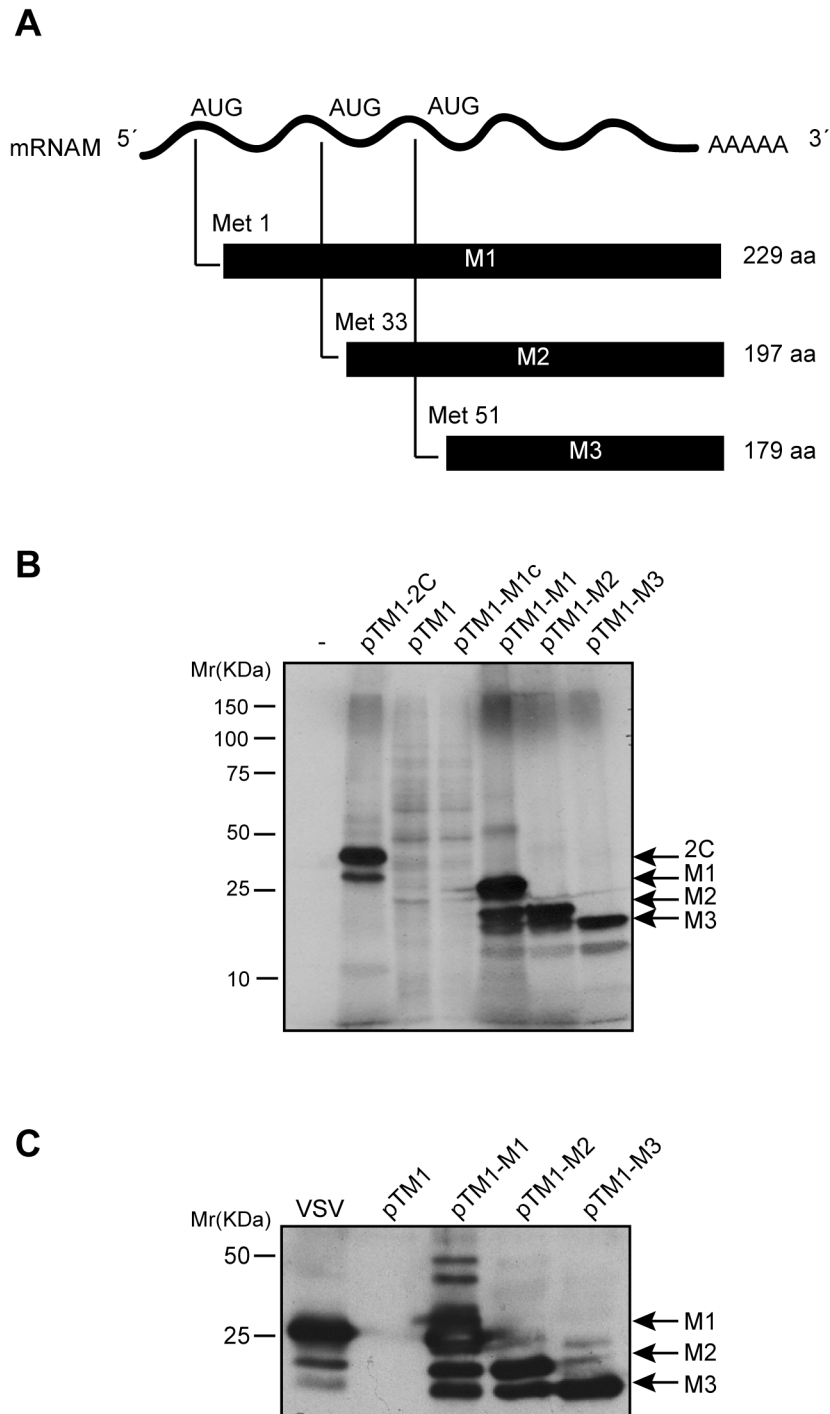 A
AUG AUG AUG
mRNAM 5´ AAAAA 3´
Met 1
M1 229 aa
Met 33
M2 197 aa
Met 51
M3 179 aa
B
- pTM1-2C pTM1 pTM1-M1c pTM1-M1 pTM1-M2 pTM1-M3
Mr(KDa)
150
100
75
50
2C
M1
25
M2
M3
10
C
VSV pTM1 pTM1-M1 pTM1-M2 pTM1-M3
Mr(KDa)
50
M1
25
M2
M3